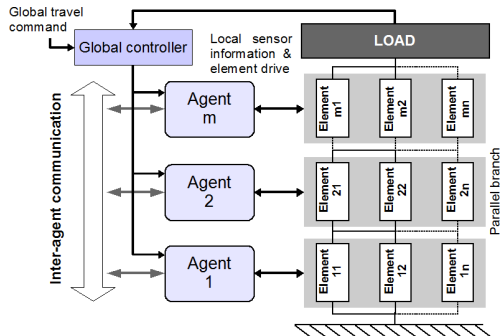 Global travel
command
Global controller
Local sensor
information &
element drive
LOAD
Inter-agent communication
Agent
m
Element
m1
Element
m2
Element
mn
Agent
2
Element
21
Element
22
Element
2n
Parallel branch
Agent
1
Element
11
Element
12
Element
1n